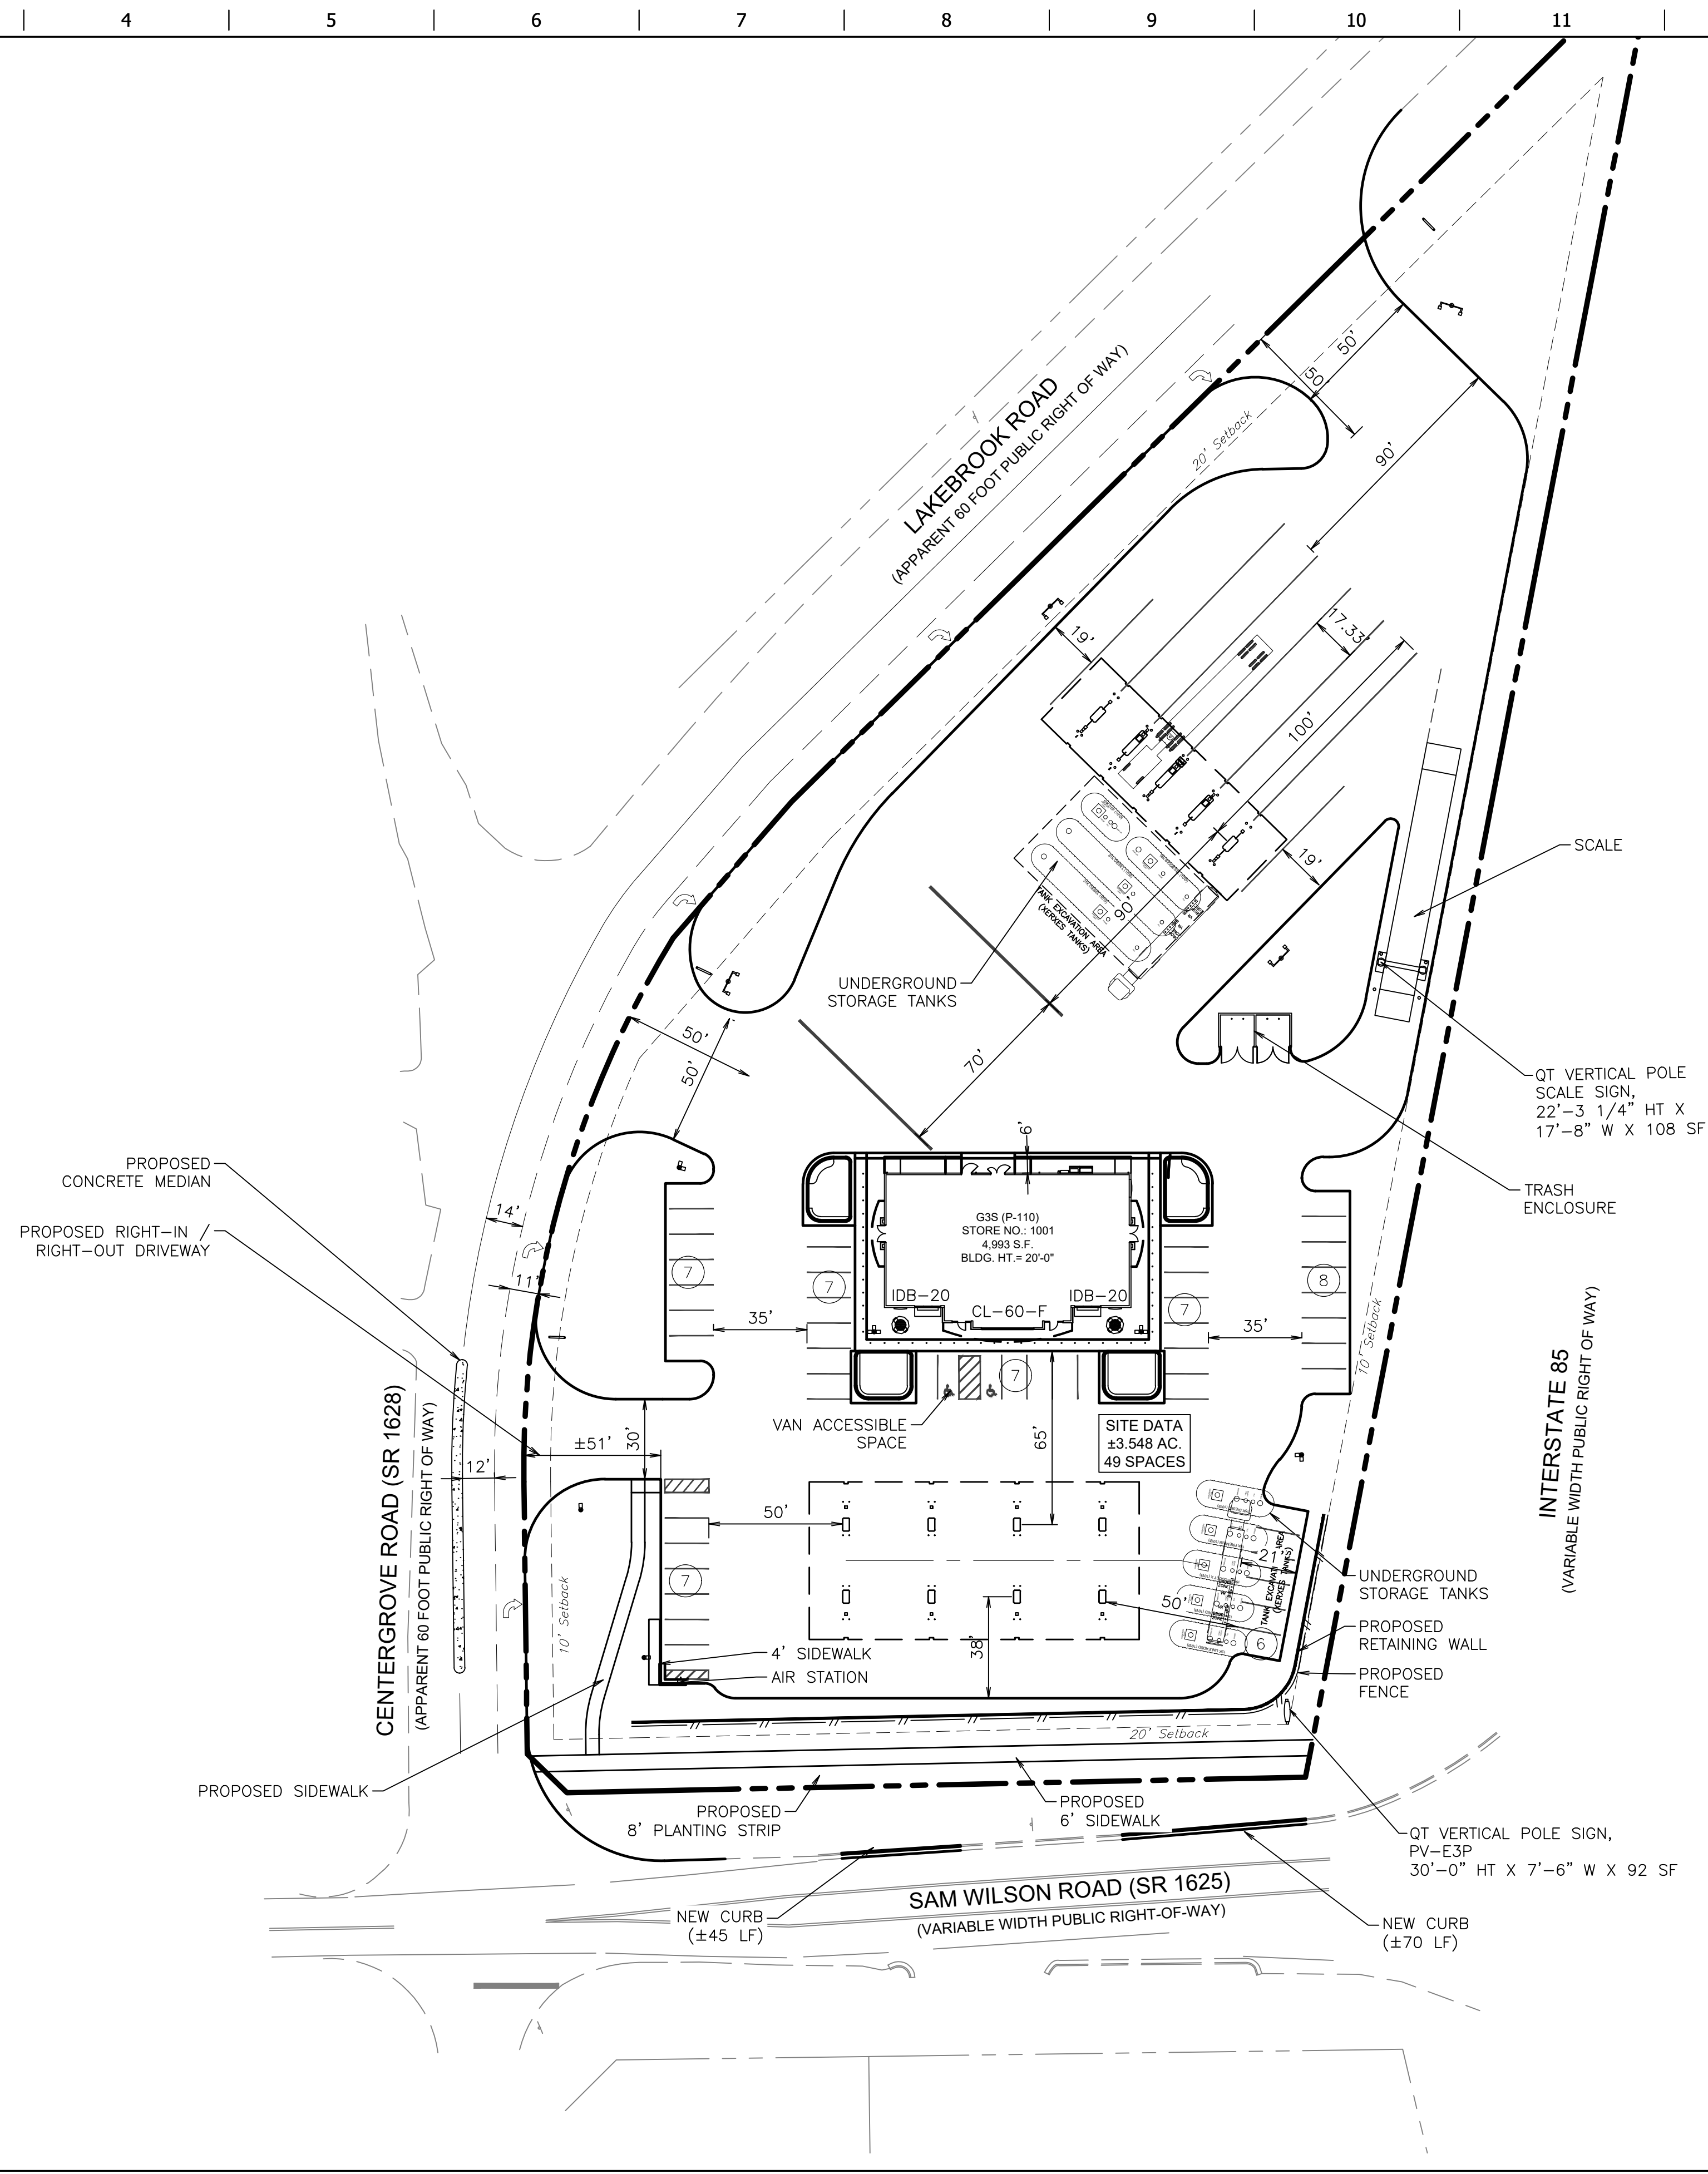 4
5
6
7
8
9
10
11
LAKEBROOK ROAD
(APPARENT 60 FOOT PUBLIC RIGHT OF WAY)
50'
50'
20' Setback
90'
19'
17.33'
100'
19'
SCALE
TANK EXCAVATION AREA
(XERXES TANKS)
90'
UNDERGROUND
STORAGE TANKS
50'
50'
70'
QT VERTICAL POLE
SCALE SIGN,
22'-3 1/4" HT X
17'-8" W X 108 SF
6'
PROPOSED
CONCRETE MEDIAN
TRASH
ENCLOSURE
14'
PROPOSED RIGHT-IN /
RIGHT-OUT DRIVEWAY
G3S (P-110)
STORE NO.: 1001
4,993 S.F.
BLDG. HT.= 20'-0"
7
7
7
8
11'
IDB-20
IDB-20
CL-60-F
35'
35'
10' Setback
7
INTERSTATE 85
(VARIABLE WIDTH PUBLIC RIGHT OF WAY)
CENTERGROVE ROAD (SR 1628)
(APPARENT 60 FOOT PUBLIC RIGHT OF WAY)
VAN ACCESSIBLE
SPACE
SITE DATA
±3.548 AC.
49 SPACES
±51'
30'
65'
12'
50'
21'
TANK EXCAVATI AREA
(XERXES TANKS)
UNDERGROUND
STORAGE TANKS
7
50'
10' Setback
38'
6
PROPOSED
RETAINING WALL
4' SIDEWALK
AIR STATION
PROPOSED
FENCE
20' Setback
PROPOSED SIDEWALK
PROPOSED
8' PLANTING STRIP
PROPOSED
6' SIDEWALK
QT VERTICAL POLE SIGN,
PV-E3P
30'-0" HT X 7'-6" W X 92 SF
SAM WILSON ROAD (SR 1625)
(VARIABLE WIDTH PUBLIC RIGHT-OF-WAY)
NEW CURB
(±45 LF)
NEW CURB
(±70 LF)